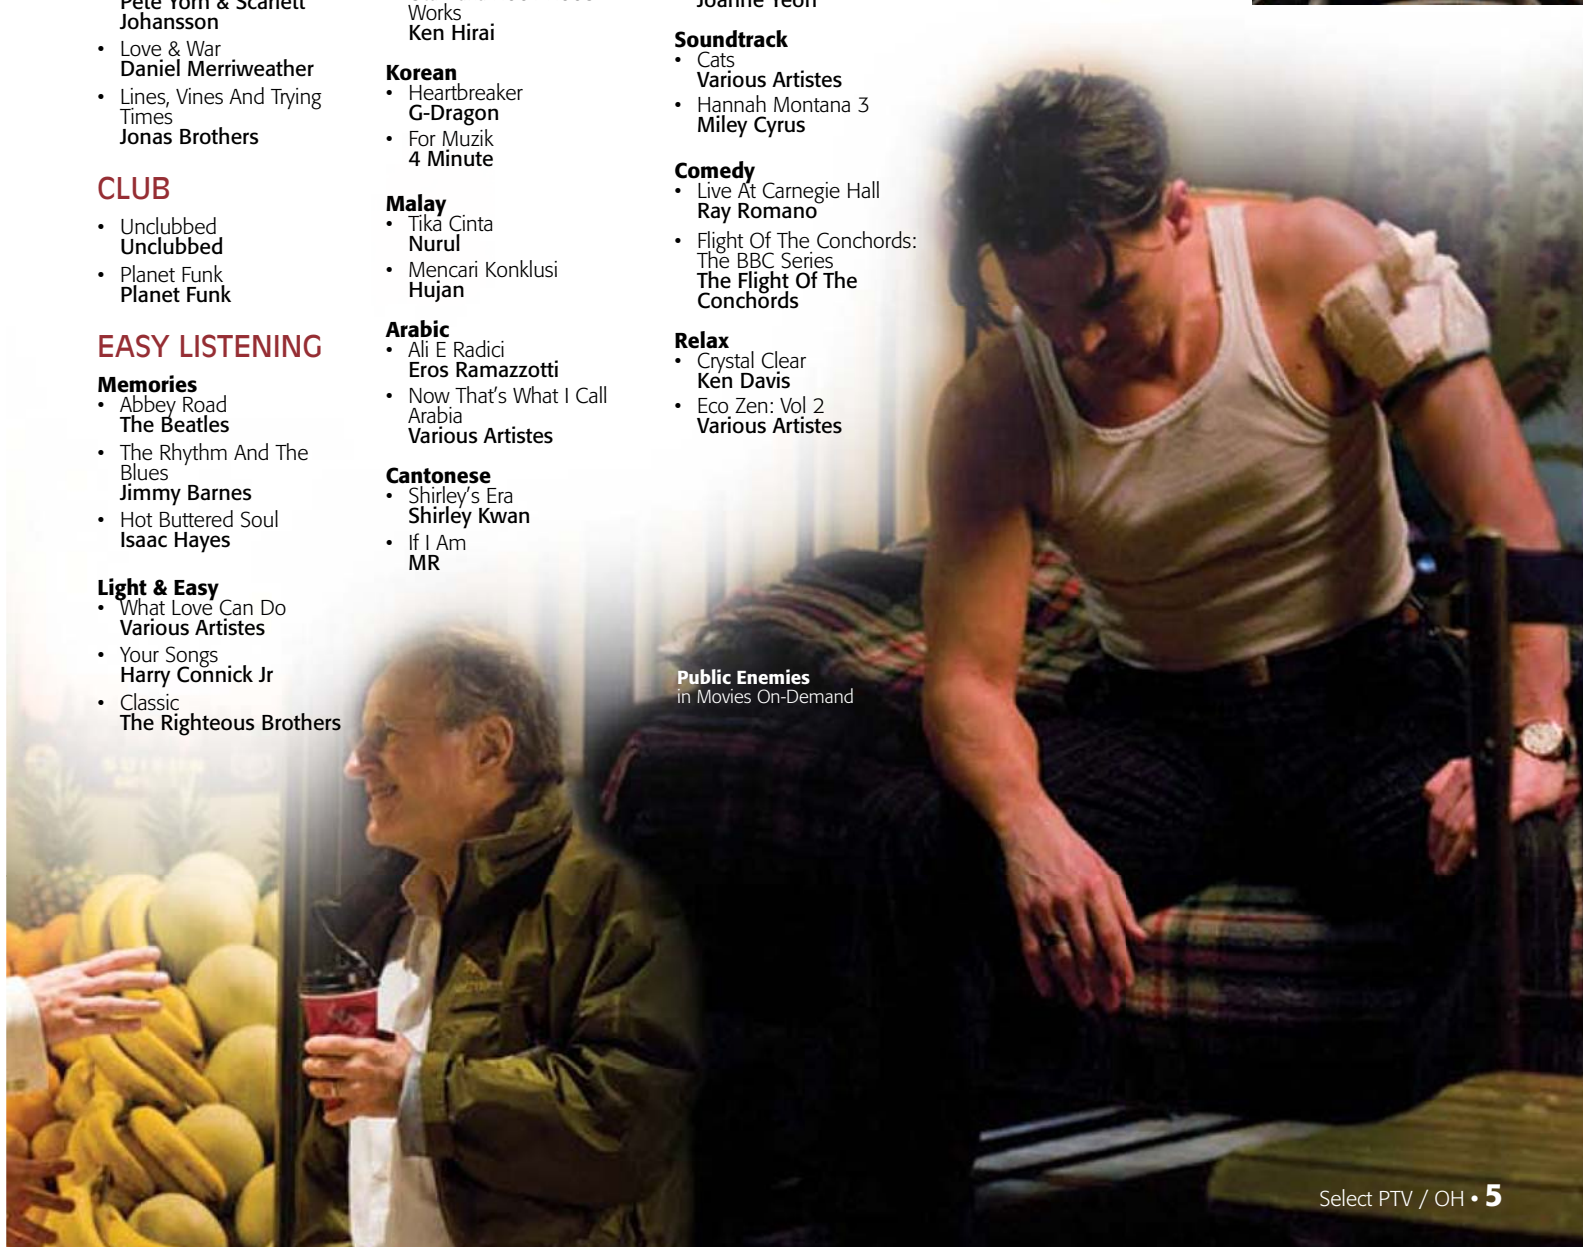 Johansson
• Love & War
Daniel Merriweather
• Lines, Vines And Trying
Times
Jonas Brothers
CLUB
• Unclubbed
Unclubbed
• Planet Funk
Planet Funk
EASY LISTENING
Memories
• Abbey Road
The Beatles
• The Rhythm And The
Blues
Jimmy Barnes
• Hot Buttered Soul
Isaac Hayes
Light & Easy
• What Love Can Do
Various Artistes
• Your Songs
Harry Connick Jr
• Classic
The Righteous Brothers
Works
Ken Hirai
Korean
• Heartbreaker
G-Dragon
• For Muzik
4 Minute
Malay
• Tika Cinta
Nurul
• Mencari Konklusi
Hujan
Arabic
• Ali E Radici
Eros Ramazzotti
• Now That's What I Call
Arabia
Various Artistes
Cantonese
• Shirley's Era
Shirley Kwan
• If I Am
MR
Joanne Yeoh
Soundtrack
• Cats
Various Artistes
• Hannah Montana 3
Miley Cyrus
Comedy
• Live At Carnegie Hall
Ray Romano
• Flight Of The Conchords:
The BBC Series
The Flight Of The
Conchords
Relax
• Crystal Clear
Ken Davis
• Eco Zen: Vol 2
Various Artistes
Public Enemies
in Movies On-Demand
Select PTV / OH • 5